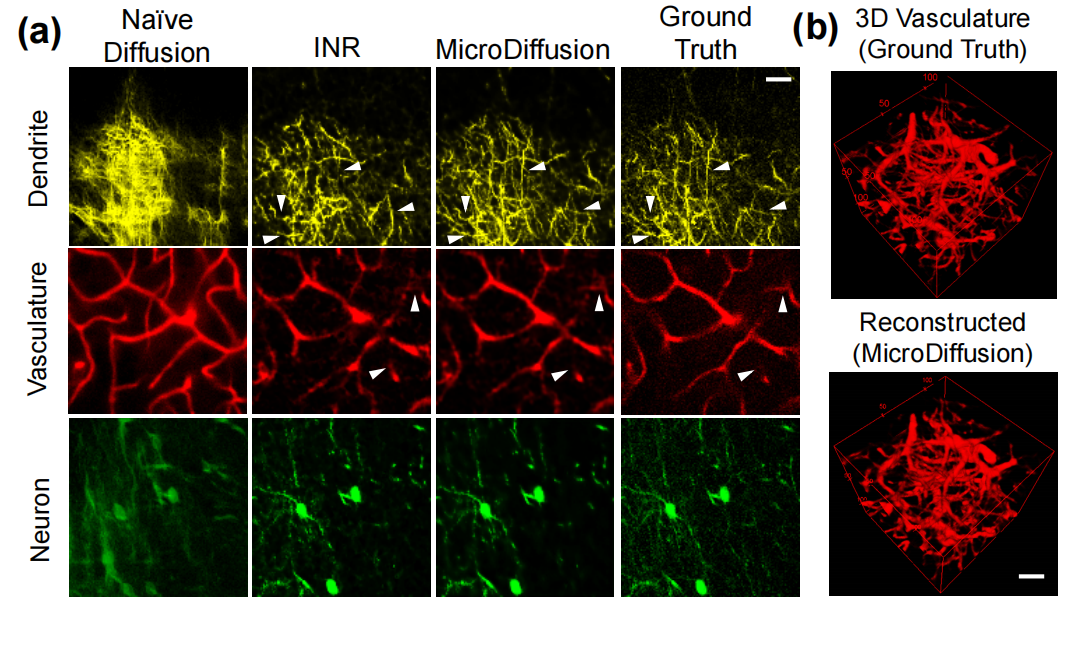 (a)
Naïve
Diffusion
INR
MicroDiffusion
Ground
Truth
Dendrite
Vasculature
Neuron
(b)
3D Vasculature
(Ground Truth)
100
50
50
100
Reconstructed
(MicroDiffusion)
100